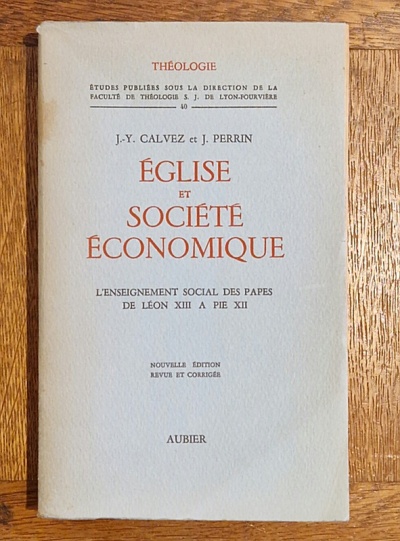 THÉOLOGIE
ÉTUDES PUBLIÉES SOUS LA DIRECTION DE LA
FACULTÉ DE THÉOLOGIE S. J. DE LYON-FOURVIÈRE
40
J.-Y. CALVEZ et J. PERRIN
ÉGLISE
ET
SOCIÉTÉ
ÉCONOMIQUE
L'ENSEIGNEMENT SOCIAL DES PAPES
DE LÉON XIII A PIE XII
NOUVELLE ÉDITION
REVUE ET CORRIGÉE
AUBIER